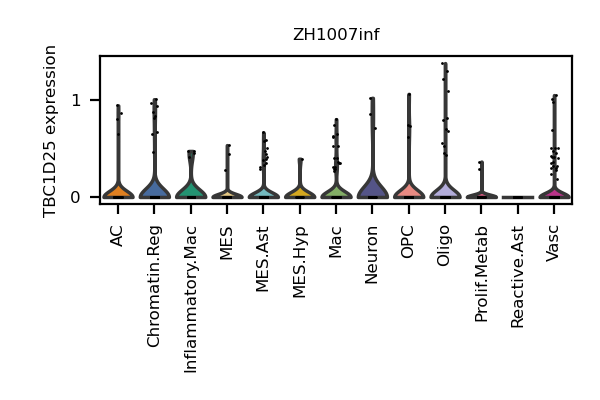 ZH1007inf
TBC1D25 expression
1
0
AC
Chromatin.Reg
Inflammatory.Mac
MES
MES.Ast
MES.Hyp
Mac
Neuron
OPC
Oligo
Prolif.Metab
Reactive.Ast
Vasc